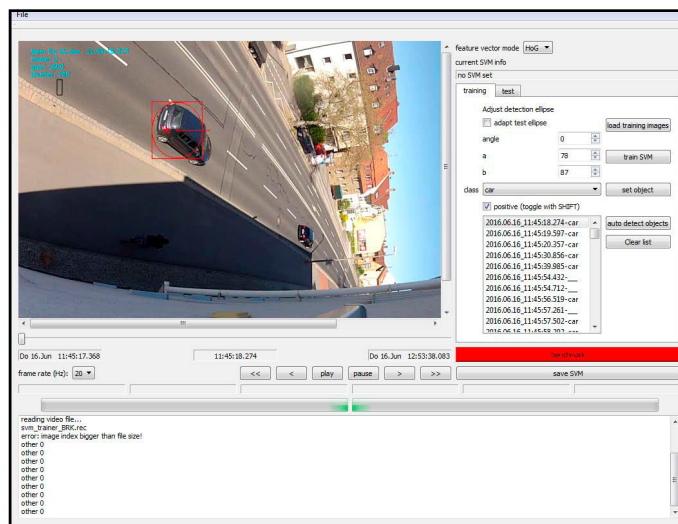 File
feature vector mode HoG
current SVM info
no SVM set
training test
Adjust detection ellipse
adapt test ellipse
load training images
angle 0
a 78
train SVM
b 87
class car
set object
positive (toggle with SHIFT)
2016.06.16_11:45:18.274-car
auto detect objects
2016.06.16_11:45:19.597-car
2016.06.16_11:45:20.357-car
Clear list
2016.06.16_11:45:30.856-car
2016.06.16_11:45:39.985-car
2016.06.16_11:45:54.432-__
2016.06.16_11:45:54.712-__
2016.06.16_11:45:56.519-car
2016.06.16_11:45:57.261-__
2016.06.16_11:45:57.502-car
Do 16.Jun 11:45:17.368
11:45:18.274
Do 16.Jun 12:53:38.083
frame rate (Hz): 20
<< < play pause > >>
save SVM
reading video file...
svm_trainer_BRK.rec
error: image index bigger than file size!
other 0
other 0
other 0
other 0
other 0
other 0
other 0
other 0
other 0